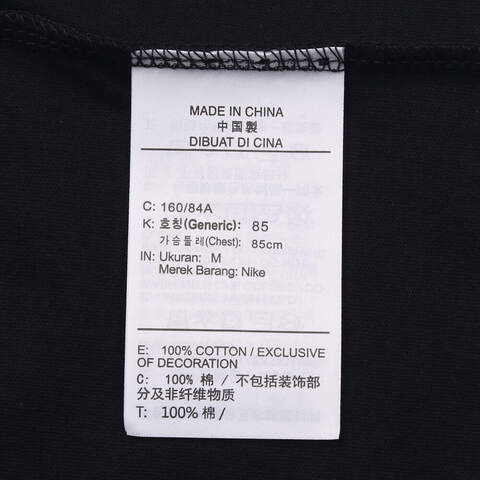 MADE IN CHINA
中国製
DIBUAT DI CINA
C: 160/84A
K: 호칭(Generic): 85
가슴둘레(Chest): 85cm
IN: Ukuran: M
Merek Barang: Nike
E: 100% COTTON / EXCLUSIVE
OF DECORATION
C: 100% 棉 / 不包括装饰部
分及非纤维物质
T: 100% 棉 /